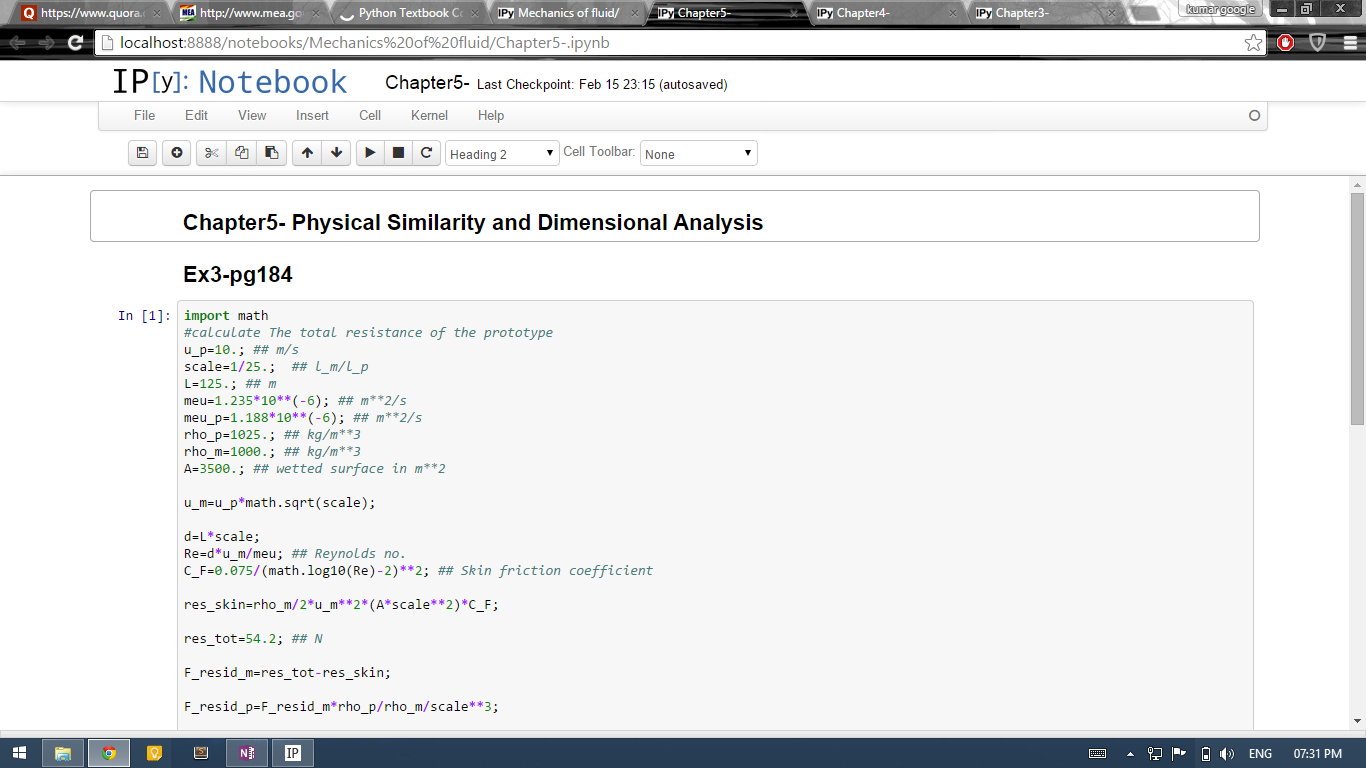 https://www.quora.
http://www.mea.go
Python Textbook Co
IPy Mechanics of fluid/
IPy Chapter5-
IPy Chapter4-
IPy Chapter3-
kumar google
localhost:8888/notebooks/Mechanics%20of%20fluid/Chapter5-.ipynb
IP[y]: Notebook
Chapter5- Last Checkpoint: Feb 15 23:15 (autosaved)
File Edit View Insert Cell Kernel Help
Heading 2 Cell Toolbar: None
Chapter5- Physical Similarity and Dimensional Analysis
Ex3-pg184
In [1]: import math
#calculate The total resistance of the prototype
u_p=10.; ## m/s
scale=1/25.;  ## l_m/l_p
L=125.; ## m
meu=1.235*10**(-6); ## m**2/s
meu_p=1.188*10**(-6); ## m**2/s
rho_p=1025.; ## kg/m**3
rho_m=1000.; ## kg/m**3
A=3500.; ## wetted surface in m**2
u_m=u_p*math.sqrt(scale);
d=L*scale;
Re=d*u_m/meu; ## Reynolds no.
C_F=0.075/(math.log10(Re)-2)**2; ## Skin friction coefficient
res_skin=rho_m/2*u_m**2*(A*scale**2)*C_F;
res_tot=54.2; ## N
F_resid_m=res_tot-res_skin;
F_resid_p=F_resid_m*rho_p/rho_m/scale**3;
IP
ENG
07:31 PM